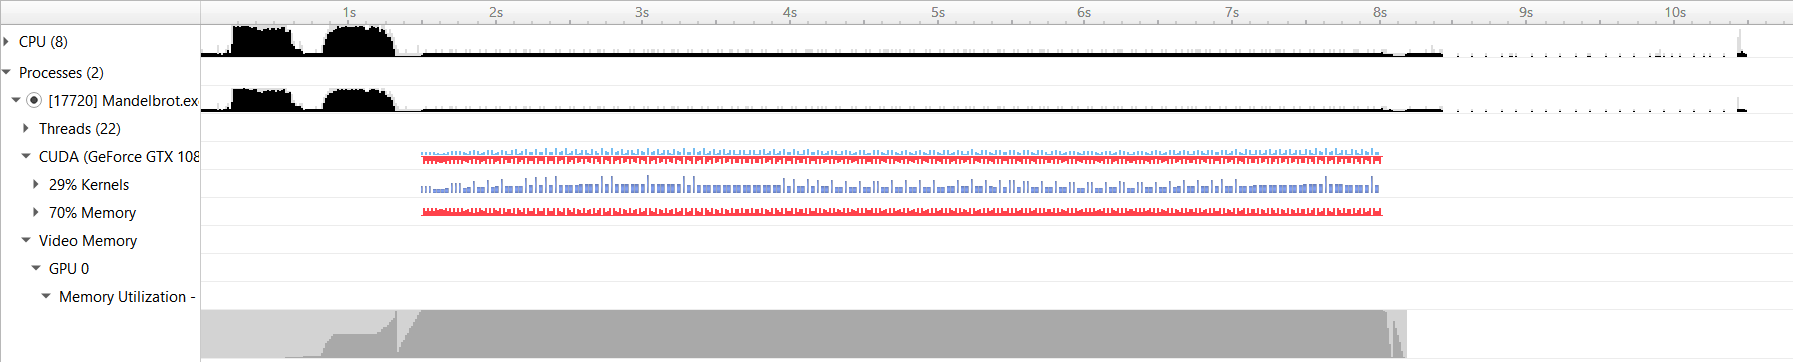 1s 2s 3s 4s 5s 6s 7s 8s 9s 10s
CPU (8)
Processes (2)
[17720] Mandelbrot.ex
Threads (22)
CUDA (GeForce GTX 108
29% Kernels
70% Memory
Video Memory
GPU 0
Memory Utilization -